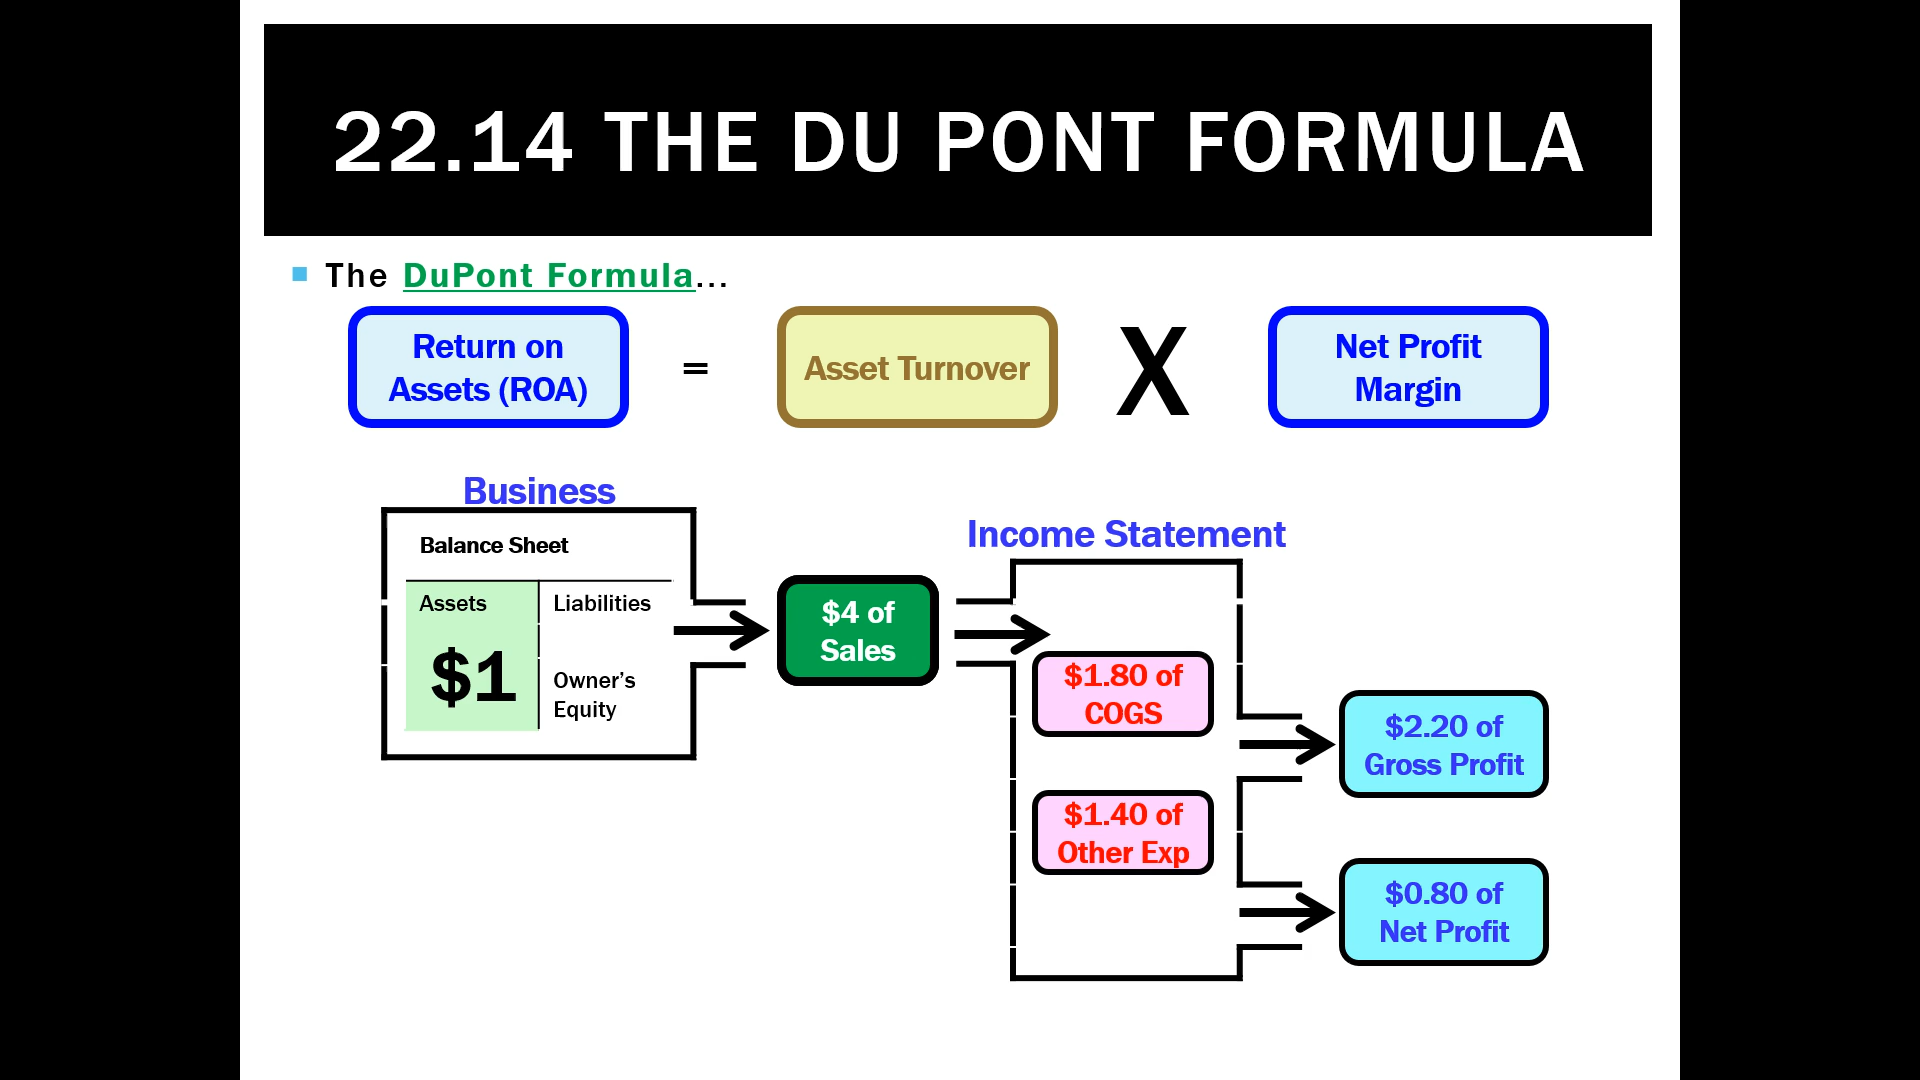 22.14 THE DU PONT FORMULA
The DuPont Formula...
Return on
Assets (ROA)
=
Asset Turnover
X
Net Profit
Margin
Business
Balance Sheet
Assets
Liabilities
$1
Owner’s
Equity
$4 of
Sales
Income Statement
$1.80 of
COGS
$2.20 of
Gross Profit
$1.40 of
Other Exp
$0.80 of
Net Profit